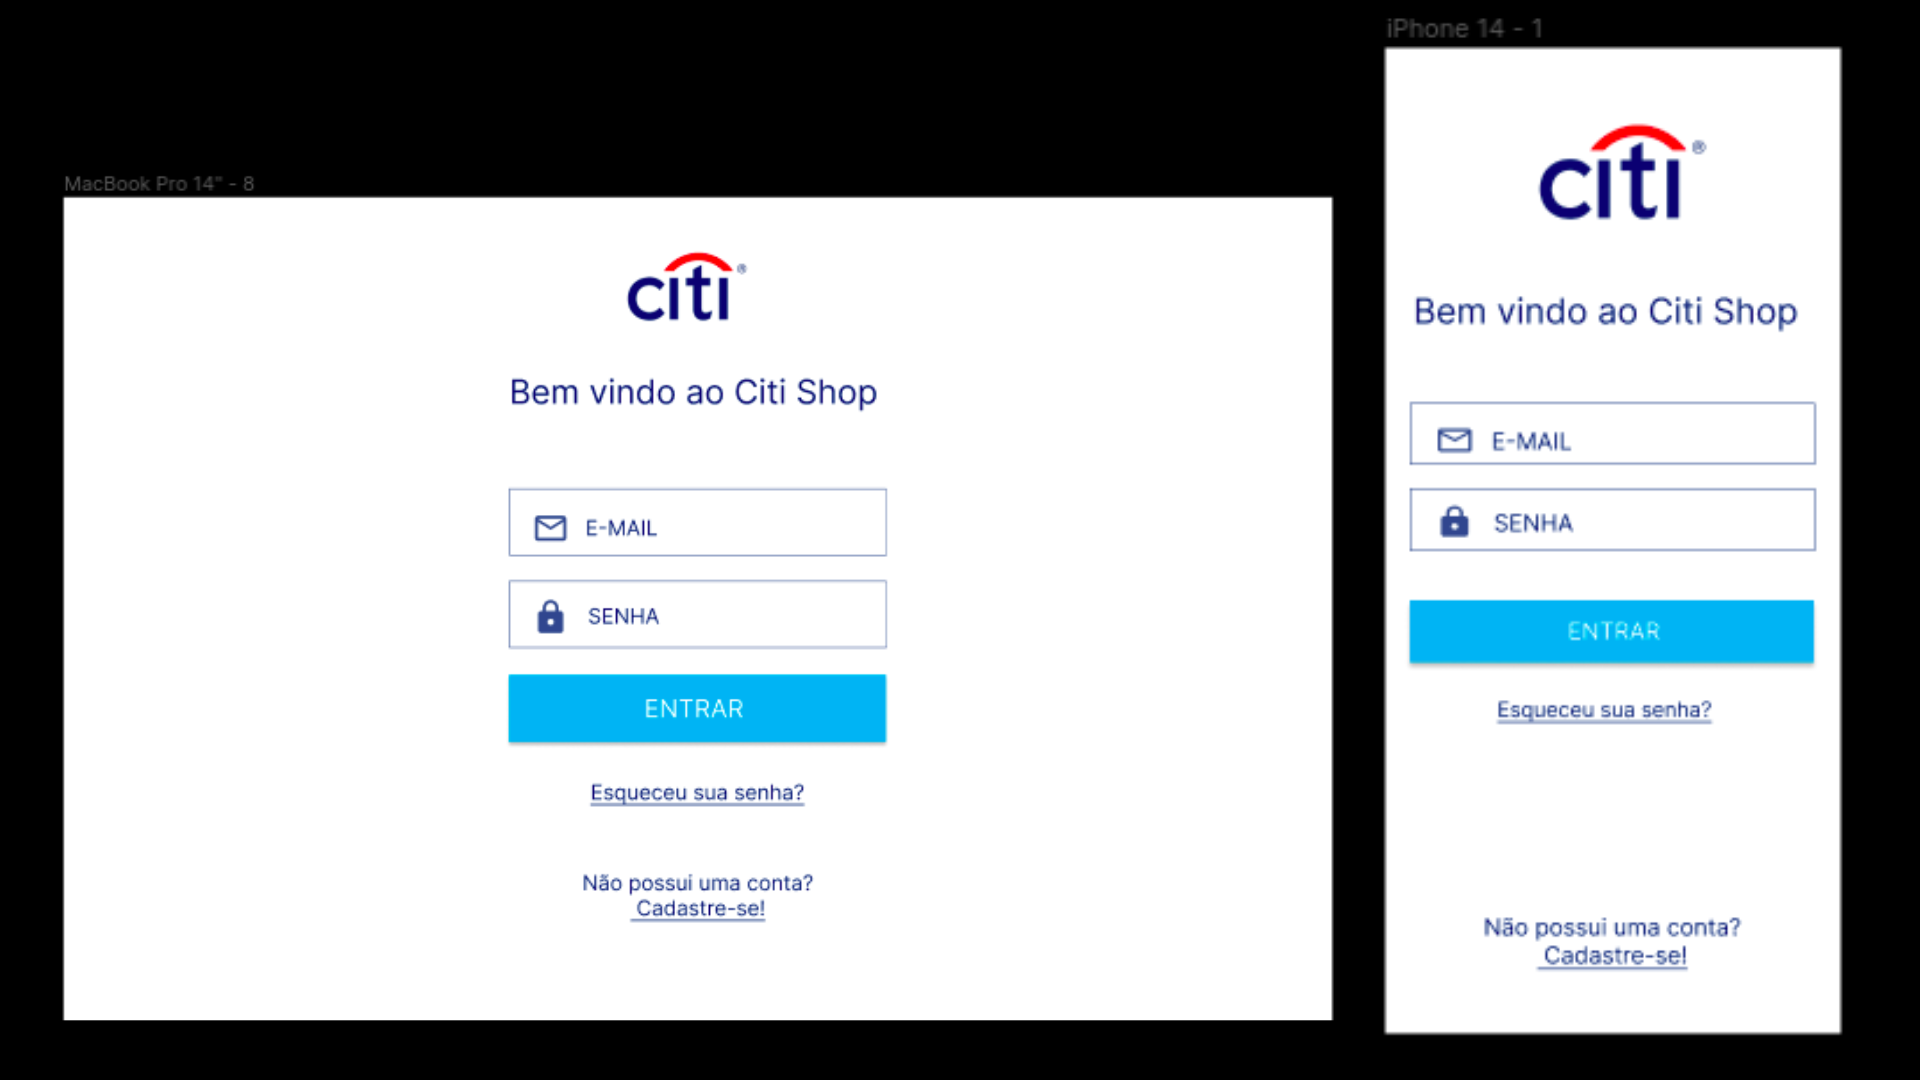 MacBook Pro 14" - 8
citi®
Bem vindo ao Citi Shop
E-MAIL
SENHA
ENTRAR
Esqueceu sua senha?
Não possui uma conta?
Cadastre-se!
iPhone 14 - 1
citi®
Bem vindo ao Citi Shop
E-MAIL
SENHA
ENTRAR
Esqueceu sua senha?
Não possui uma conta?
Cadastre-se!